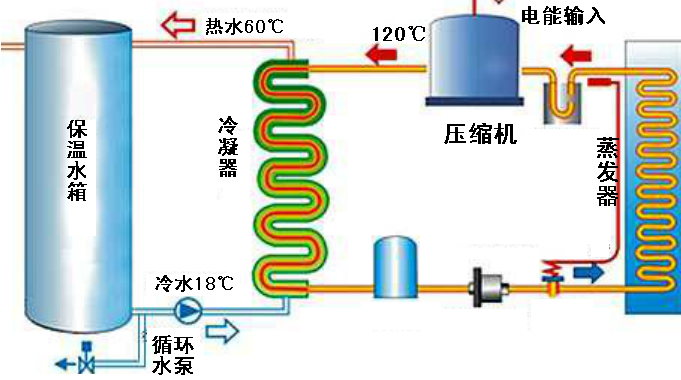 电能输入
热水60℃
120℃
压缩机
保温水箱
冷凝器
蒸发器
冷水18℃
循环
水泵